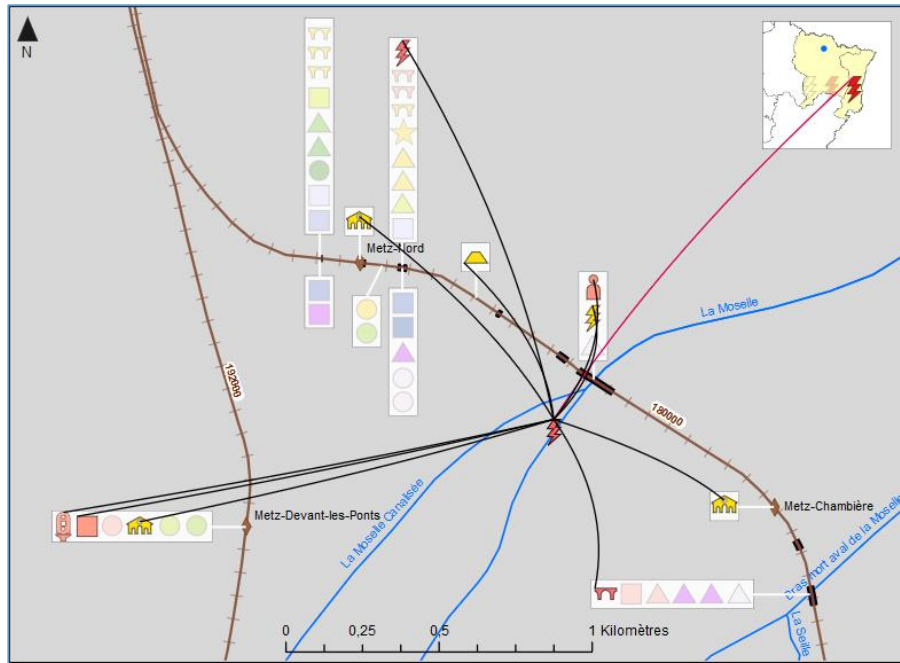 N
Metz-Nord
La Moselle
192000
180000
Metz-Devant-les-Ponts
Metz-Chambière
La Moselle Canalisée
Bras mort aval de la Moselle
La Seille
0
0,25
0,5
1 Kilomètres